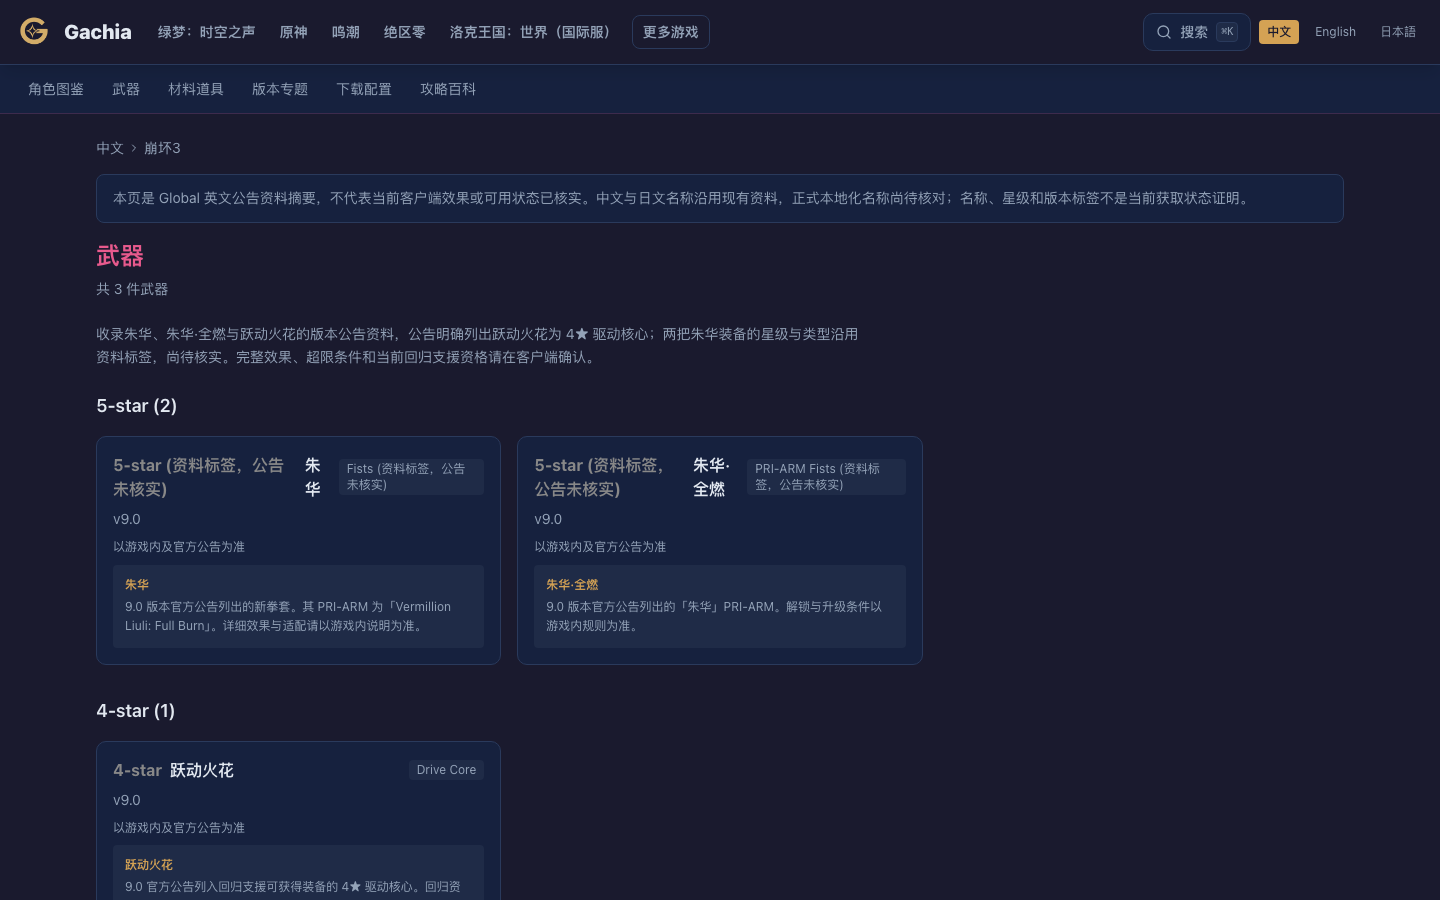 Gachia
绿梦：时空之声
原神
鸣潮
绝区零
洛克王国：世界（国际服）
更多游戏
搜索 ⌘K
中文
English
日本語
角色图鉴
武器
材料道具
版本专题
下载配置
攻略百科
中文 › 崩坏3
本页是 Global 英文公告资料摘要，不代表当前客户端效果或可用状态已核实。中文与日文名称沿用现有资料，正式本地化名称尚待核对；名称、星级和版本标签不是当前获取状态证明。
武器
共 3 件武器
收录朱华、朱华·全燃与跃动火花的版本公告资料，公告明确列出跃动火花为 4★ 驱动核心；两把朱华装备的星级与类型沿用
资料标签，尚待核实。完整效果、超限条件和当前回归支援资格请在客户端确认。
5-star (2)
5-star (资料标签，公告
未核实)
朱
华
Fists (资料标签，公告
未核实)
v9.0
以游戏内及官方公告为准
朱华
9.0 版本官方公告列出的新拳套。其 PRI-ARM 为「Vermillion
Liuli: Full Burn」。详细效果与适配请以游戏内说明为准。
5-star (资料标签，
公告未核实)
朱华·
全燃
PRI-ARM Fists (资料标
签，公告未核实)
v9.0
以游戏内及官方公告为准
朱华·全燃
9.0 版本官方公告列出的「朱华」PRI-ARM。解锁与升级条件以
游戏内规则为准。
4-star (1)
4-star 跃动火花
Drive Core
v9.0
以游戏内及官方公告为准
跃动火花
9.0 官方公告列入回归支援可获得装备的 4★ 驱动核心。回归资